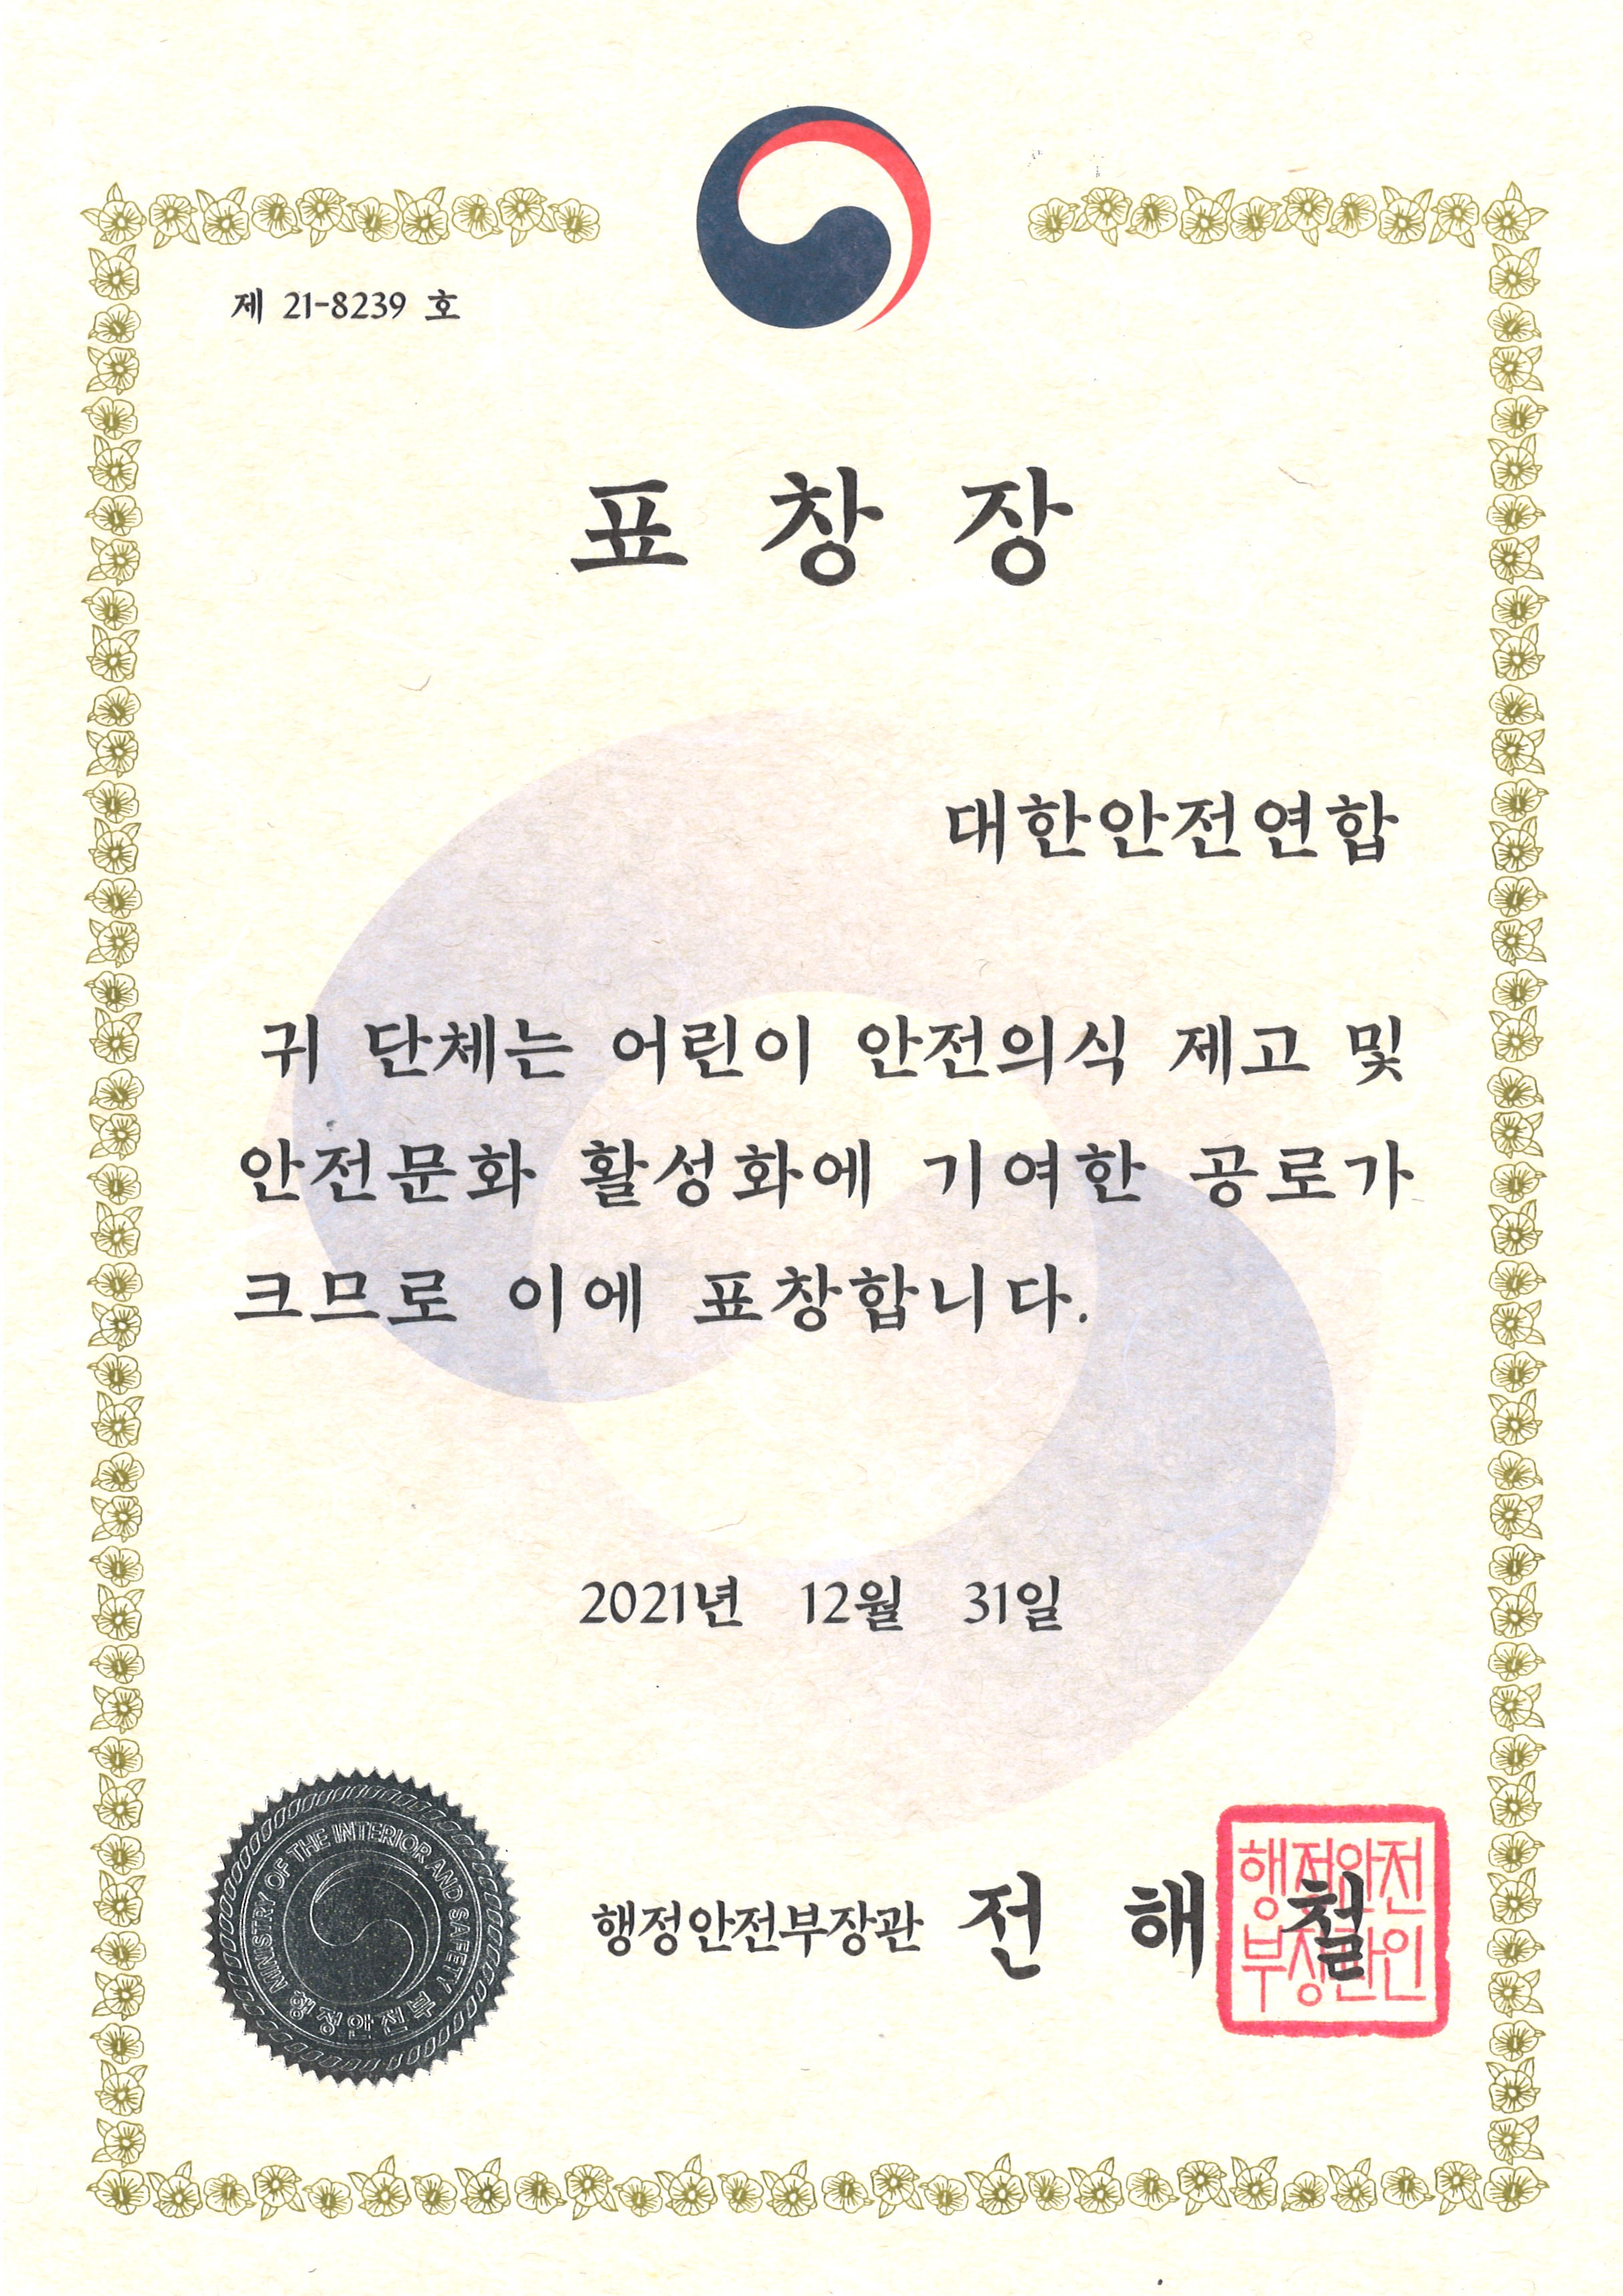 제 21-8239 호
표 창 장
대한안전연합
귀 단체는 어린이 안전의식 제고 및
안전문화 활성화에 기여한 공로가
크므로 이에 표창합니다.
2021년 12월 31일
행정안전부장관 전 해 철
행정안전
부장관인
MINISTRY OF THE INTERIOR AND SAFETY
행정안전부